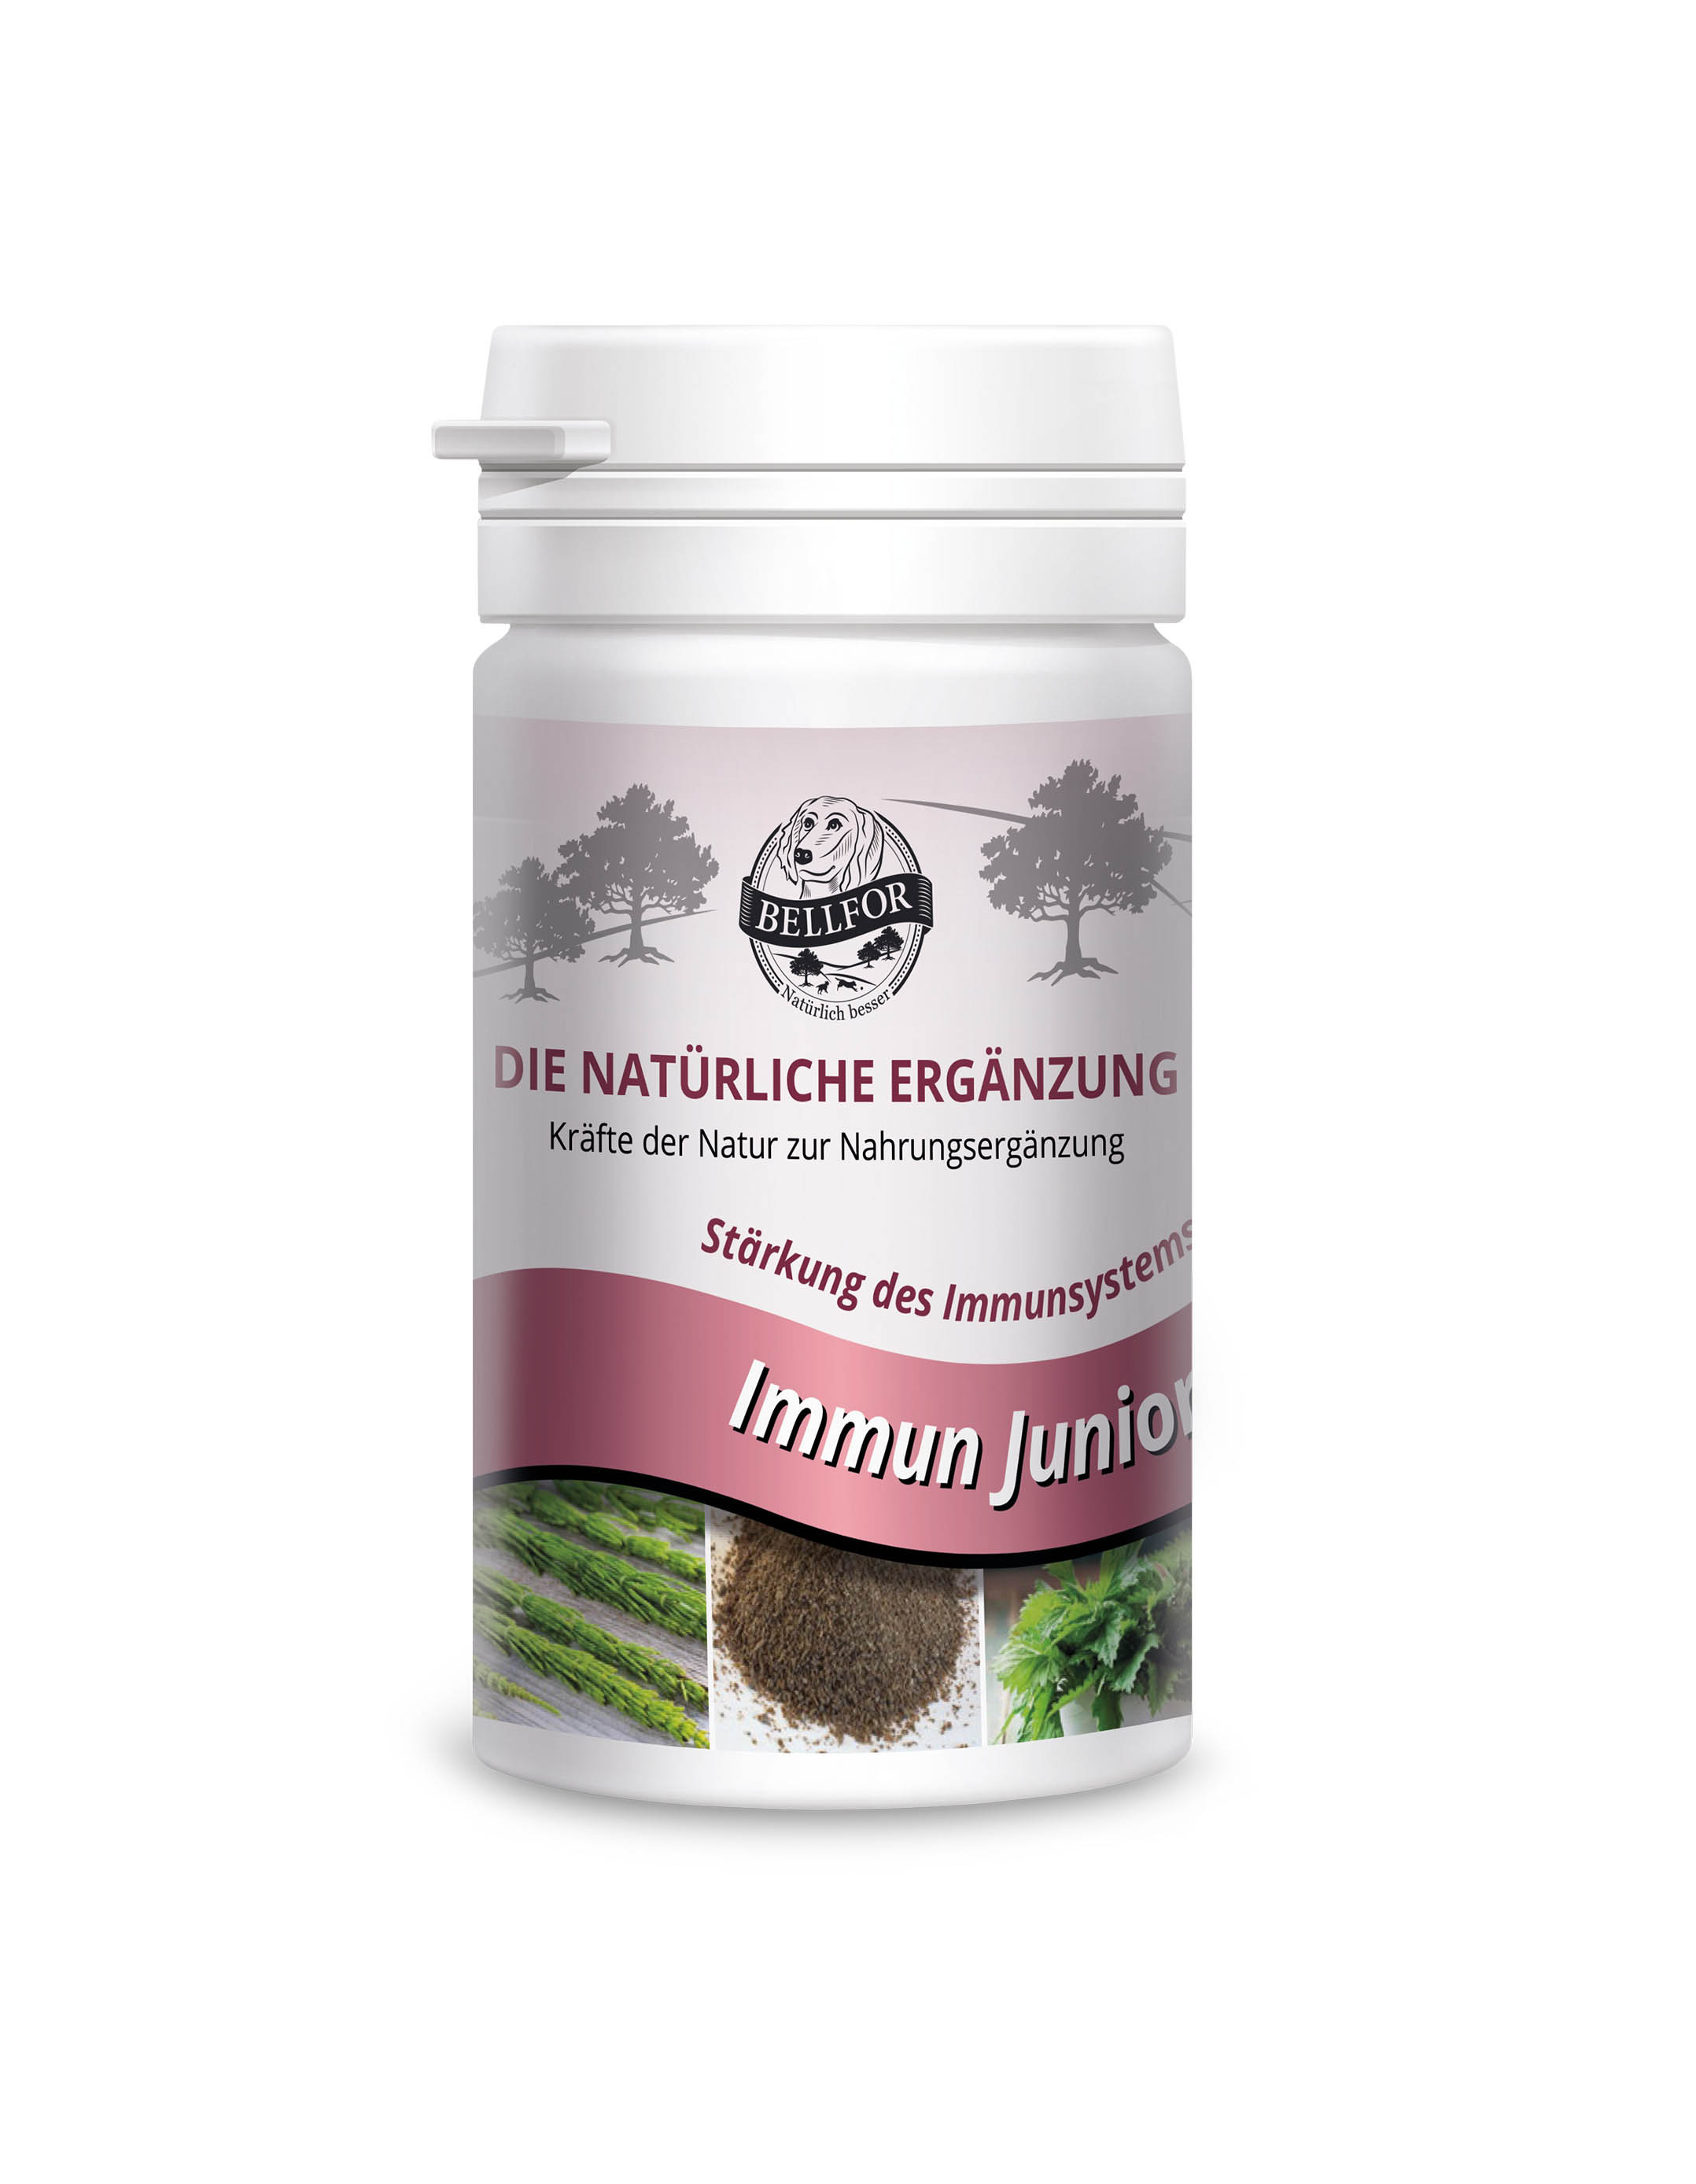 BELLFOR
Natürlich besser
DIE NATÜRLICHE ERGÄNZUNG
Kräfte der Natur zur Nahrungsergänzung
Stärkung des Immunsystems
Immun Junior